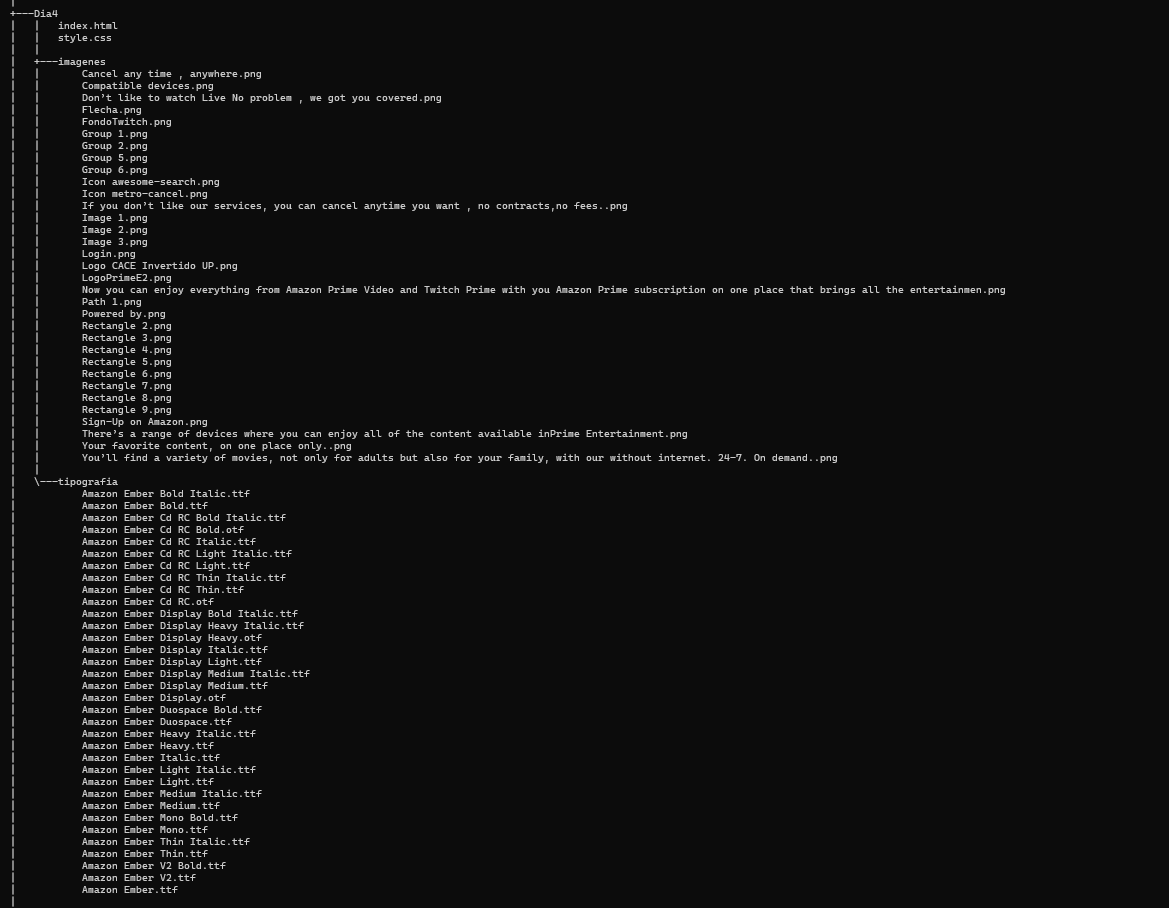 +---Dia4
|   |   index.html
|   |   style.css
|   |
|   +---imagenes
|   |       Cancel any time , anywhere.png
|   |       Compatible devices.png
|   |       Don’t like to watch Live No problem , we got you covered.png
|   |       Flecha.png
|   |       FondoTwitch.png
|   |       Group 1.png
|   |       Group 2.png
|   |       Group 5.png
|   |       Group 6.png
|   |       Icon awesome-search.png
|   |       Icon metro-cancel.png
|   |       If you don’t like our services, you can cancel anytime you want , no contracts,no fees..png
|   |       Image 1.png
|   |       Image 2.png
|   |       Image 3.png
|   |       Login.png
|   |       Logo CACE Invertido UP.png
|   |       LogoPrimeE2.png
|   |       Now you can enjoy everything from Amazon Prime Video and Twitch Prime with you Amazon Prime subscription on one place that brings all the entertainmen.png
|   |       Path 1.png
|   |       Powered by.png
|   |       Rectangle 2.png
|   |       Rectangle 3.png
|   |       Rectangle 4.png
|   |       Rectangle 5.png
|   |       Rectangle 6.png
|   |       Rectangle 7.png
|   |       Rectangle 8.png
|   |       Rectangle 9.png
|   |       Sign-Up on Amazon.png
|   |       There’s a range of devices where you can enjoy all of the content available inPrime Entertainment.png
|   |       Your favorite content, on one place only..png
|   |       You’ll find a variety of movies, not only for adults but also for your family, with our without internet. 24-7. On demand..png
|   |
|   \---tipografia
|           Amazon Ember Bold Italic.ttf
|           Amazon Ember Bold.ttf
|           Amazon Ember Cd RC Bold Italic.ttf
|           Amazon Ember Cd RC Bold.otf
|           Amazon Ember Cd RC Italic.ttf
|           Amazon Ember Cd RC Light Italic.ttf
|           Amazon Ember Cd RC Light.ttf
|           Amazon Ember Cd RC Thin Italic.ttf
|           Amazon Ember Cd RC Thin.ttf
|           Amazon Ember Cd RC.otf
|           Amazon Ember Display Bold Italic.ttf
|           Amazon Ember Display Heavy Italic.ttf
|           Amazon Ember Display Heavy.otf
|           Amazon Ember Display Italic.ttf
|           Amazon Ember Display Light.ttf
|           Amazon Ember Display Medium Italic.ttf
|           Amazon Ember Display Medium.ttf
|           Amazon Ember Display.otf
|           Amazon Ember Duospace Bold.ttf
|           Amazon Ember Duospace.ttf
|           Amazon Ember Heavy Italic.ttf
|           Amazon Ember Heavy.ttf
|           Amazon Ember Italic.ttf
|           Amazon Ember Light Italic.ttf
|           Amazon Ember Light.ttf
|           Amazon Ember Medium Italic.ttf
|           Amazon Ember Medium.ttf
|           Amazon Ember Mono Bold.ttf
|           Amazon Ember Mono.ttf
|           Amazon Ember Thin Italic.ttf
|           Amazon Ember Thin.ttf
|           Amazon Ember V2 Bold.ttf
|           Amazon Ember V2.ttf
|           Amazon Ember.ttf
|